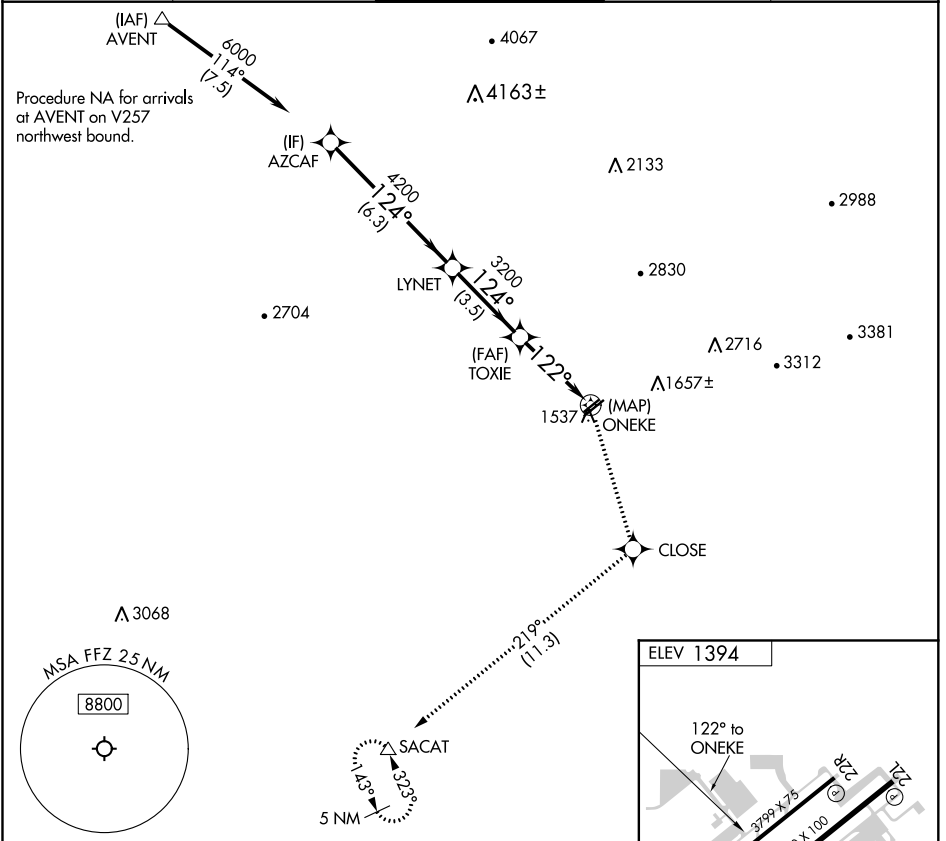 (IAF)
AVENT
6000
114°
(7.5)
4067
4163±
Procedure NA for arrivals
at AVENT on V257
northwest bound.
(IF)
AZCAF
2133
4200
124°
(6.3)
2988
LYNET
3200
124°
(3.5)
2830
2704
(FAF)
TOXIE
122°
2716
3381
3312
1657±
1537
(MAP)
ONEKE
CLOSE
3068
219°
(11.3)
MSA FFZ 25 NM
8800
SACAT
143°
323°
5 NM
ELEV 1394
122° to
ONEKE
22R
22L
P
P
3799 X 75
X 100